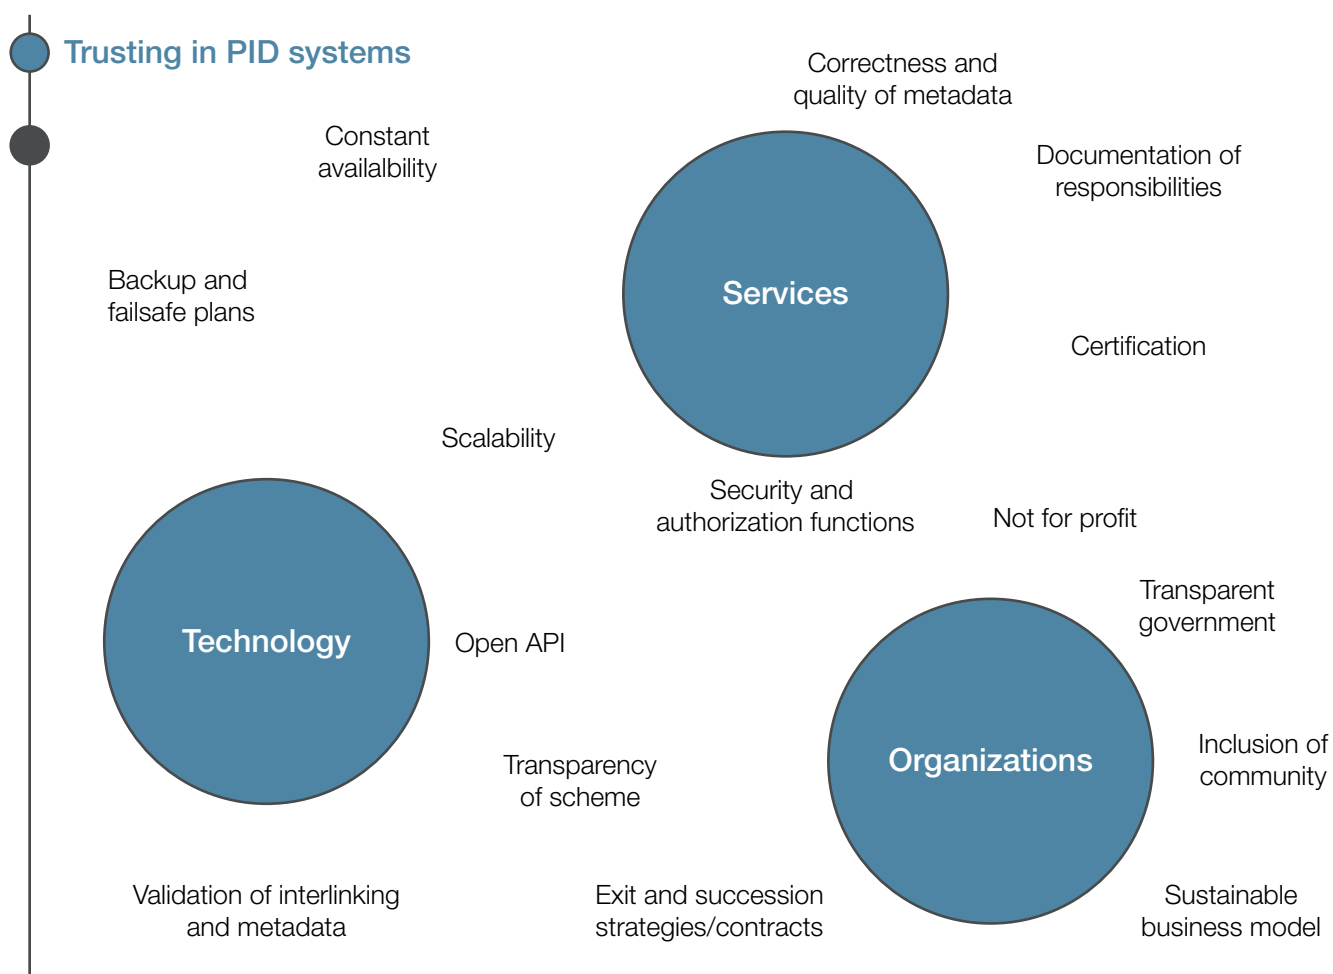 Trusting in PID systems
Correctness and
quality of metadata
Constant
availalbility
Documentation of
responsibilities
Backup and
failsafe plans
Services
Certification
Scalability
Security and
authorization functions
Not for profit
Transparent
government
Technology
Open API
Organizations
Inclusion of
community
Transparency
of scheme
Validation of interlinking
and metadata
Exit and succession
strategies/contracts
Sustainable
business model